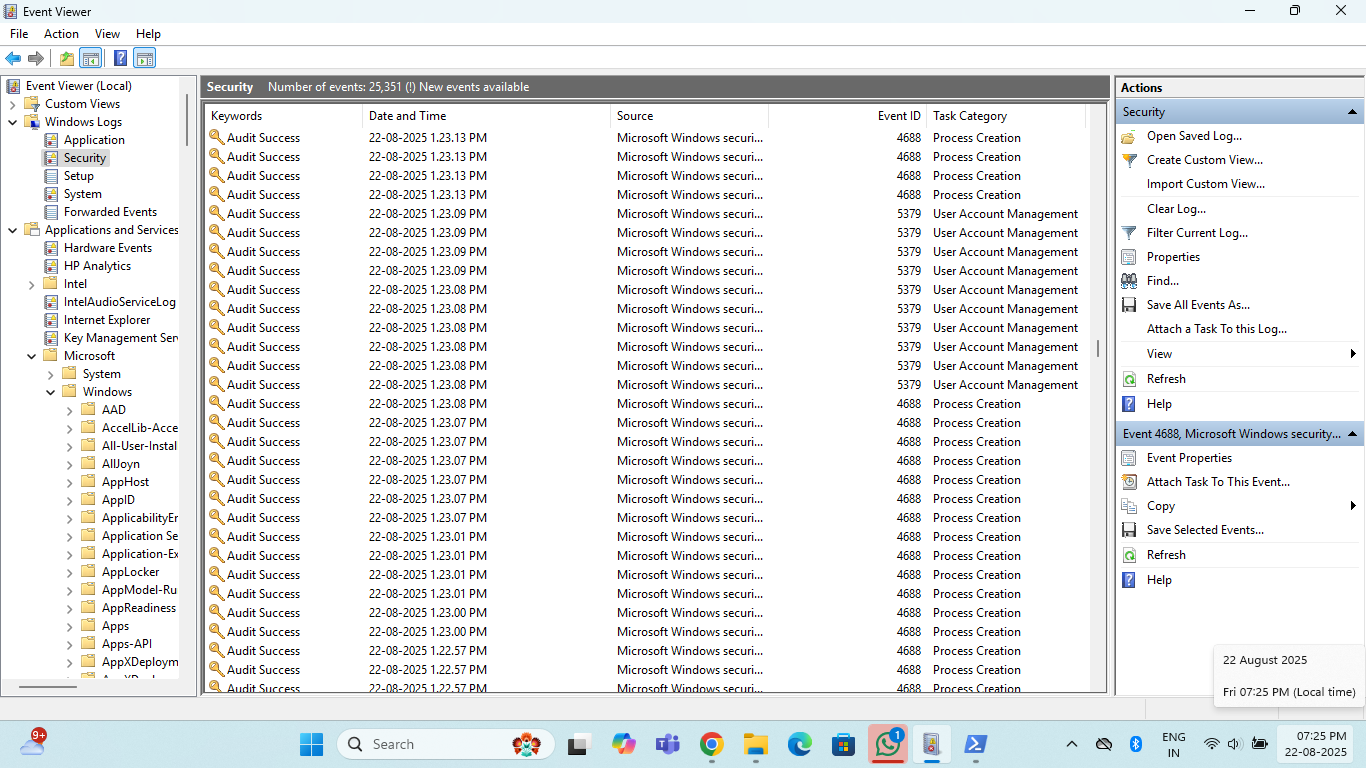 Event Viewer
File Action View Help
Event Viewer (Local)
Custom Views
Windows Logs
Application
Security
Setup
System
Forwarded Events
Applications and Services
Hardware Events
HP Analytics
Intel
IntelAudioServiceLog
Internet Explorer
Key Management Ser
Microsoft
System
Windows
AAD
AccelLib-Acce
All-User-Instal
AllJoyn
AppHost
AppID
ApplicabilityEr
Application Se
Application-Ex
AppLocker
AppModel-Ru
AppReadiness
Apps
Apps-API
AppXDeploym
Security Number of events: 25,351 (!) New events available
Keywords Date and Time Source Event ID Task Category
Audit Success 22-08-2025 1.23.13 PM Microsoft Windows securi... 4688 Process Creation
Audit Success 22-08-2025 1.23.13 PM Microsoft Windows securi... 4688 Process Creation
Audit Success 22-08-2025 1.23.13 PM Microsoft Windows securi... 4688 Process Creation
Audit Success 22-08-2025 1.23.13 PM Microsoft Windows securi... 4688 Process Creation
Audit Success 22-08-2025 1.23.09 PM Microsoft Windows securi... 5379 User Account Management
Audit Success 22-08-2025 1.23.09 PM Microsoft Windows securi... 5379 User Account Management
Audit Success 22-08-2025 1.23.09 PM Microsoft Windows securi... 5379 User Account Management
Audit Success 22-08-2025 1.23.09 PM Microsoft Windows securi... 5379 User Account Management
Audit Success 22-08-2025 1.23.08 PM Microsoft Windows securi... 5379 User Account Management
Audit Success 22-08-2025 1.23.08 PM Microsoft Windows securi... 5379 User Account Management
Audit Success 22-08-2025 1.23.08 PM Microsoft Windows securi... 5379 User Account Management
Audit Success 22-08-2025 1.23.08 PM Microsoft Windows securi... 5379 User Account Management
Audit Success 22-08-2025 1.23.08 PM Microsoft Windows securi... 5379 User Account Management
Audit Success 22-08-2025 1.23.08 PM Microsoft Windows securi... 5379 User Account Management
Audit Success 22-08-2025 1.23.08 PM Microsoft Windows securi... 4688 Process Creation
Audit Success 22-08-2025 1.23.07 PM Microsoft Windows securi... 4688 Process Creation
Audit Success 22-08-2025 1.23.07 PM Microsoft Windows securi... 4688 Process Creation
Audit Success 22-08-2025 1.23.07 PM Microsoft Windows securi... 4688 Process Creation
Audit Success 22-08-2025 1.23.07 PM Microsoft Windows securi... 4688 Process Creation
Audit Success 22-08-2025 1.23.07 PM Microsoft Windows securi... 4688 Process Creation
Audit Success 22-08-2025 1.23.07 PM Microsoft Windows securi... 4688 Process Creation
Audit Success 22-08-2025 1.23.01 PM Microsoft Windows securi... 4688 Process Creation
Audit Success 22-08-2025 1.23.01 PM Microsoft Windows securi... 4688 Process Creation
Audit Success 22-08-2025 1.23.01 PM Microsoft Windows securi... 4688 Process Creation
Audit Success 22-08-2025 1.23.01 PM Microsoft Windows securi... 4688 Process Creation
Audit Success 22-08-2025 1.23.00 PM Microsoft Windows securi... 4688 Process Creation
Audit Success 22-08-2025 1.23.00 PM Microsoft Windows securi... 4688 Process Creation
Audit Success 22-08-2025 1.22.57 PM Microsoft Windows securi... 4688 Process Creation
Audit Success 22-08-2025 1.22.57 PM Microsoft Windows securi... 4688 Process Creation
Audit Success 22-08-2025 1.22.57 PM Microsoft Windows securi... 4688 Process Creation
Actions
Security
Open Saved Log...
Create Custom View...
Import Custom View...
Clear Log...
Filter Current Log...
Properties
Find...
Save All Events As...
Attach a Task To this Log...
View
Refresh
Help
Event 4688, Microsoft Windows security...
Event Properties
Attach Task To This Event...
Copy
Save Selected Events...
Refresh
Help
22 August 2025
Fri 07:25 PM (Local time)
9+
Search
1
ENG
IN
07:25 PM
22-08-2025